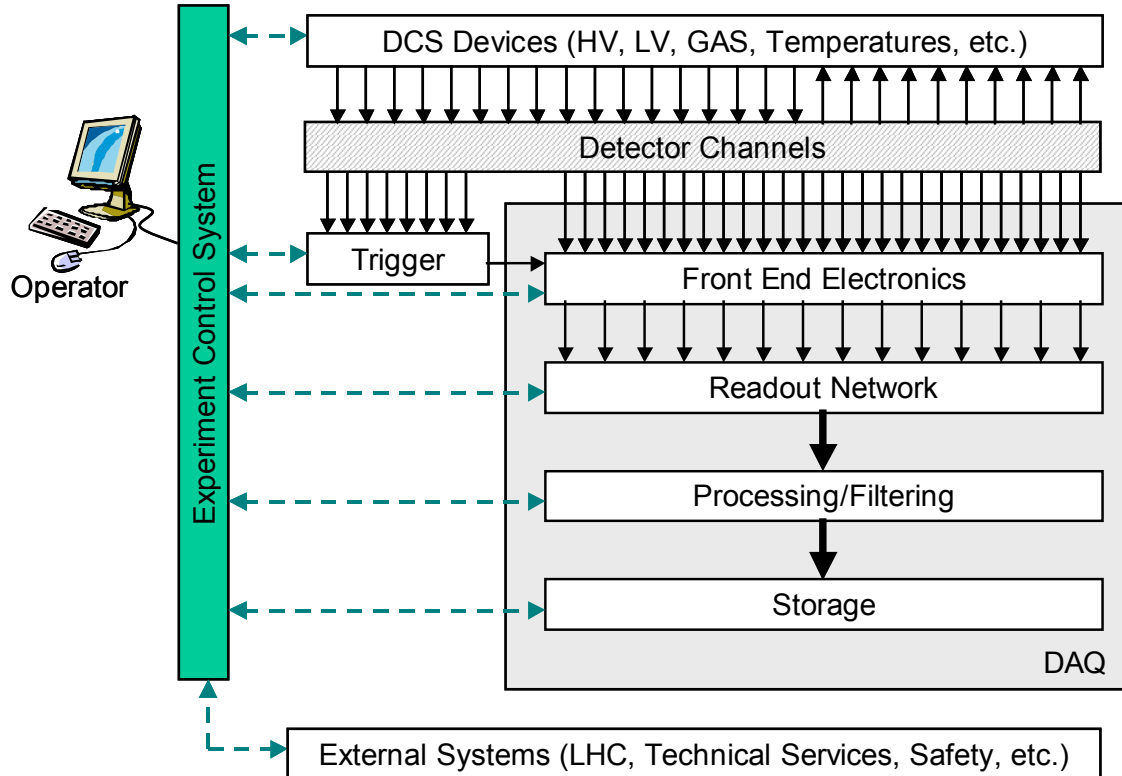 DCS Devices (HV, LV, GAS, Temperatures, etc.)
Detector Channels
Operator
Experiment Control System
Trigger
Front End Electronics
Readout Network
Processing/Filtering
Storage
DAQ
External Systems (LHC, Technical Services, Safety, etc.)